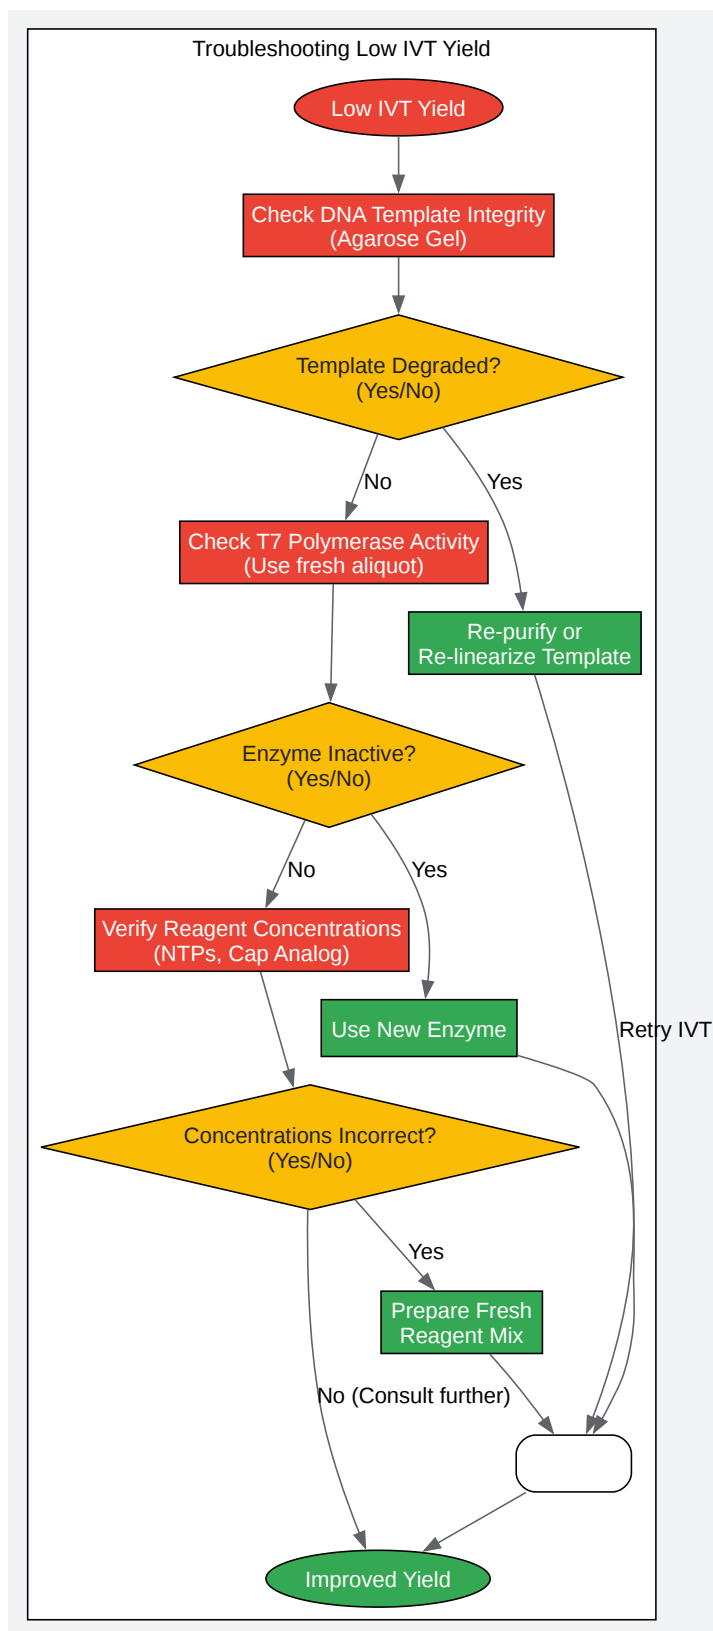 Troubleshooting Low IVT Yield
Low IVT Yield
Check DNA Template Integrity
(Agarose Gel)
Template Degraded?
(Yes/No)
No
Yes
Check T7 Polymerase Activity
(Use fresh aliquot)
Re-purify or
Re-linearize Template
Enzyme Inactive?
(Yes/No)
No
Yes
Verify Reagent Concentrations
(NTPs, Cap Analog)
Use New Enzyme
Retry IVT
Concentrations Incorrect?
(Yes/No)
Yes
Prepare Fresh
Reagent Mix
No (Consult further)
Improved Yield